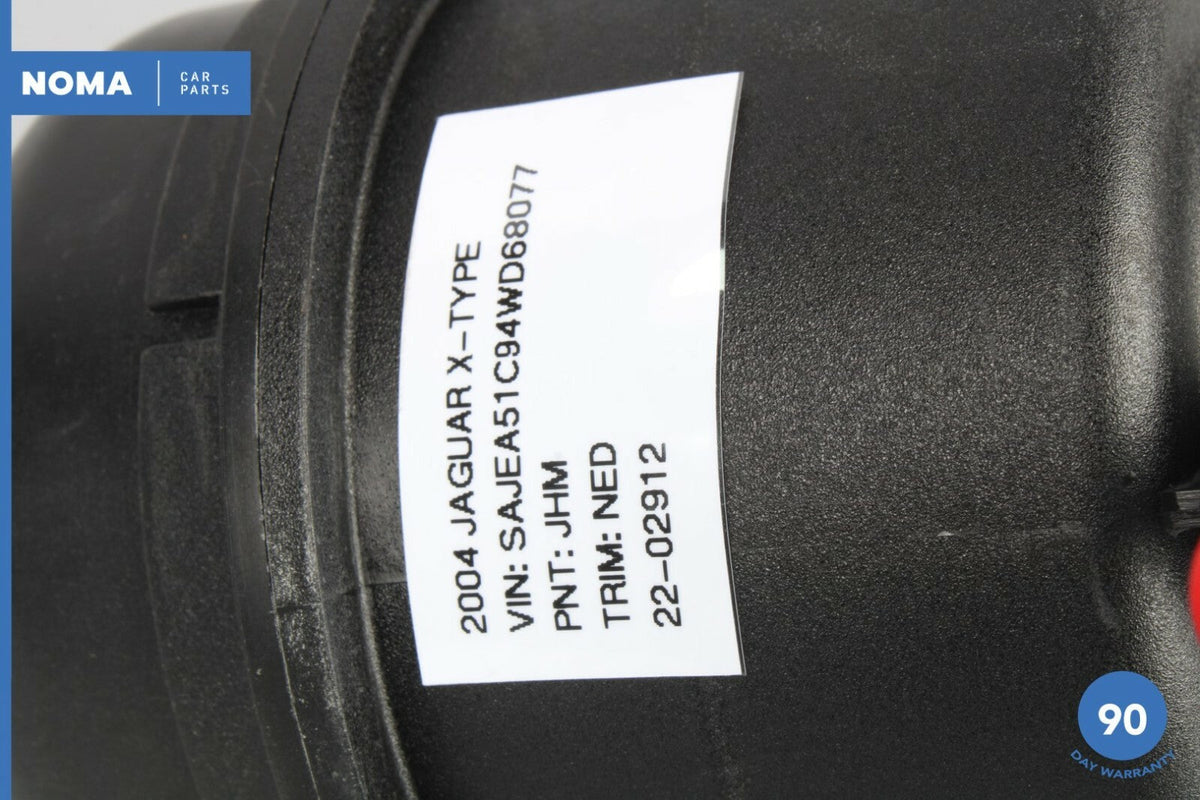 NOMA
CAR
PARTS
2004 JAGUAR X-TYPE
VIN: SAJEA51C94WD68077
PNT: JHM
TRIM: NED
22-02912
90
DAY WARRANTY